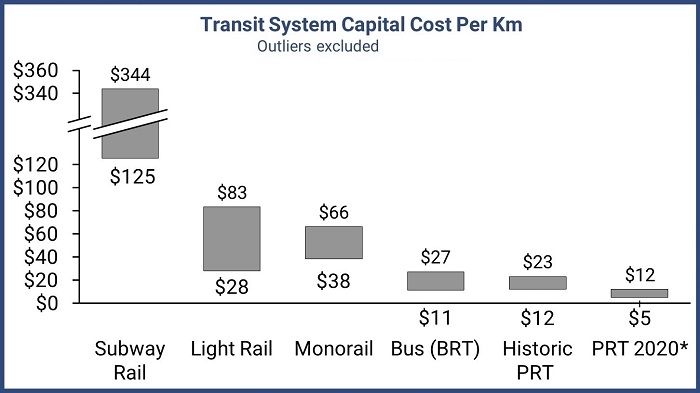 Transit System Capital Cost Per Km
Outliers excluded
$360
$340
$120
$100
$80
$60
$40
$20
$0
$344
$125
$83
$28
$66
$38
$27
$11
$23
$12
$12
$5
Subway
Rail
Light Rail
Monorail
Bus (BRT)
Historic
PRT
PRT 2020*